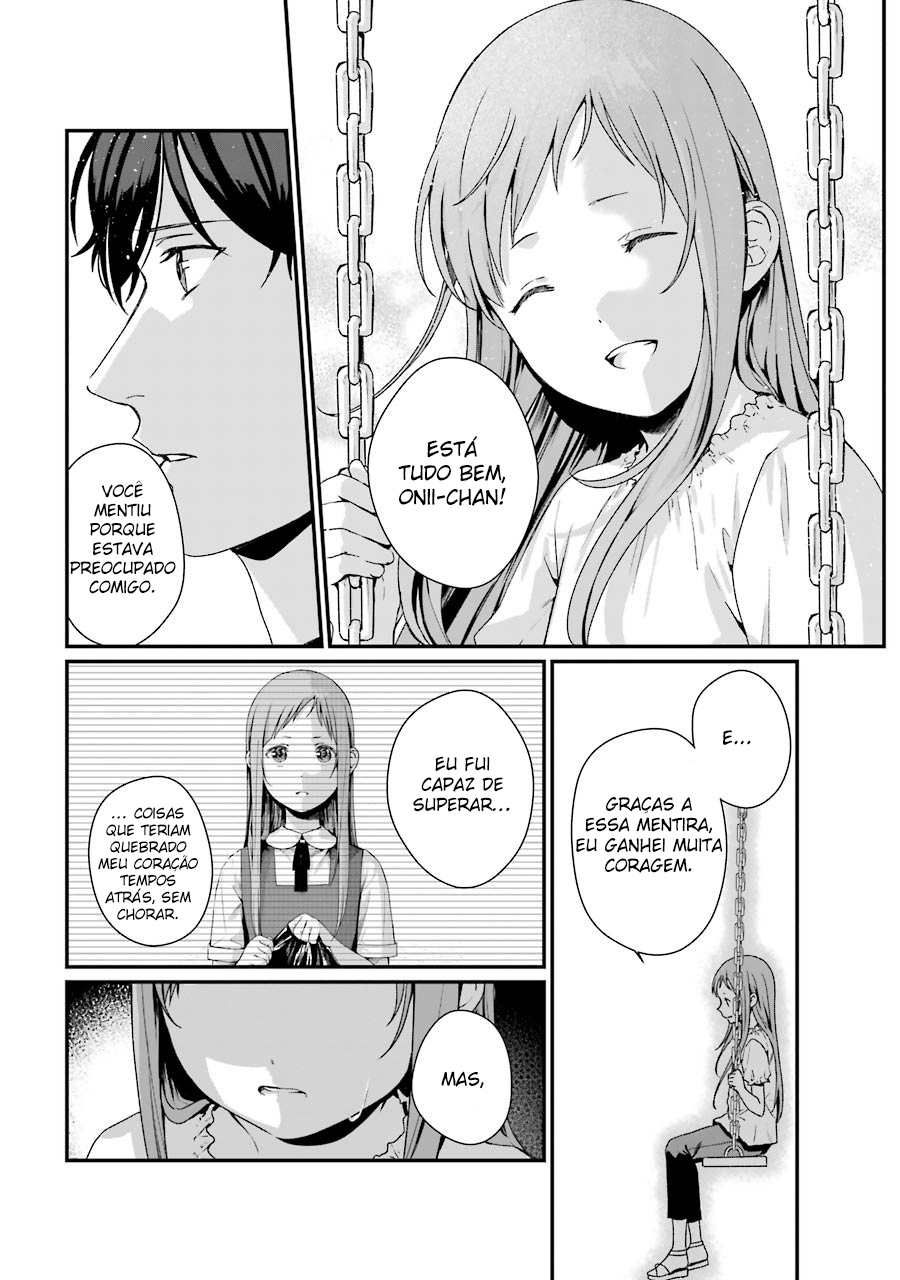 ESTÁ
TUDO BEM,
ONII-CHAN!
VOCÊ
MENTIU
PORQUE
ESTAVA
PREOCUPADO
COMIGO.
E...
GRAÇAS A
ESSA MENTIRA,
EU GANHEI MUITA
CORAGEM.
EU FUI
CAPAZ DE
SUPERAR...
... COISAS
QUE TERIAM
QUEBRADO
MEU CORAÇÃO
TEMPOS
ATRÁS, SEM
CHORAR.
MAS,